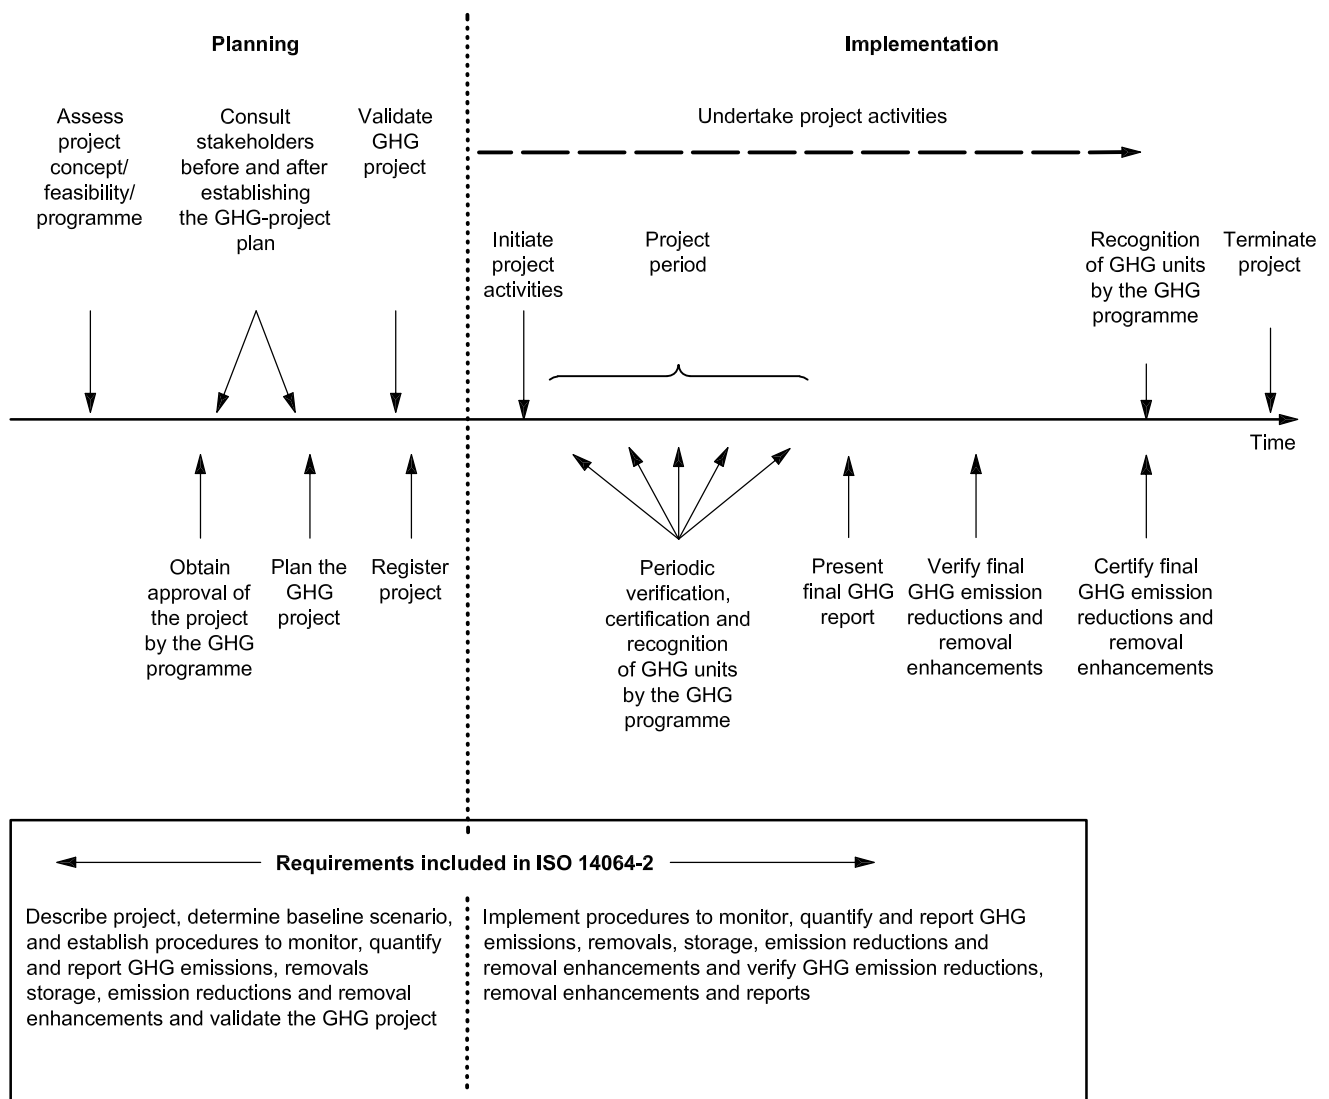 Planning
Implementation
Assess
project
concept/
feasibility/
programme
Consult
stakeholders
before and after
establishing
the GHG-project
plan
Validate
GHG
project
Undertake project activities
Initiate
project
activities
Project
period
Recognition
of GHG units
by the GHG
programme
Terminate
project
Time
Obtain
approval of
the project
by the GHG
programme
Plan the
GHG
project
Register
project
Periodic
verification,
certification and
recognition
of GHG units
by the GHG
programme
Present
final GHG
report
Verify final
GHG emission
reductions and
removal
enhancements
Certify final
GHG emission
reductions and
removal
enhancements
Requirements included in ISO 14064-2
Describe project, determine baseline scenario,
and establish procedures to monitor, quantify
and report GHG emissions, removals
storage, emission reductions and removal
enhancements and validate the GHG project
Implement procedures to monitor, quantify and report GHG
emissions, removals, storage, emission reductions and
removal enhancements and verify GHG emission reductions,
removal enhancements and reports